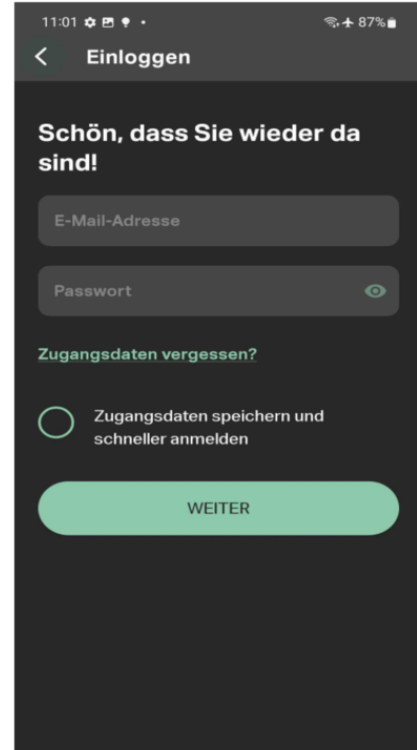 11:01 87%
Einloggen
Schön, dass Sie wieder da
sind!
E-Mail-Adresse
Passwort
Zugangsdaten vergessen?
Zugangsdaten speichern und
schneller anmelden
WEITER